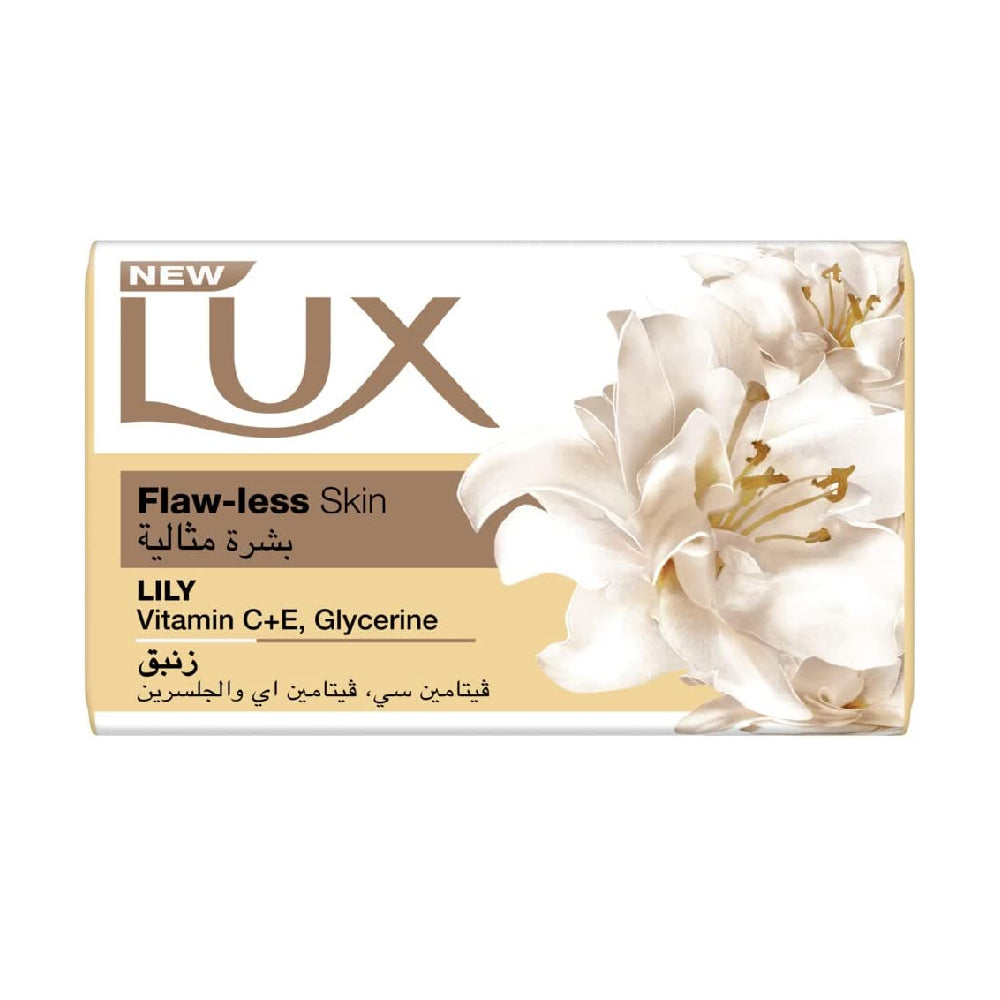 NEW
LUX
Flaw-less Skin
بشرة مثالية
LILY
Vitamin C+E, Glycerine
زنبق
ڤيتامين سي، ڤيتامين اي والجلسرين